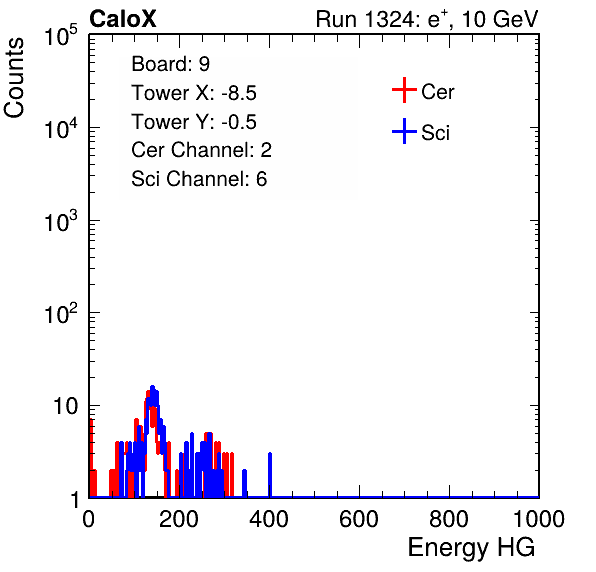 CaloX Run 1324: e⁺, 10 GeV
Counts
10⁵
10⁴
10³
10²
10
1
Board: 9
Tower X: -8.5
Tower Y: -0.5
Cer Channel: 2
Sci Channel: 6
Cer
Sci
0 200 400 600 800 1000
Energy HG